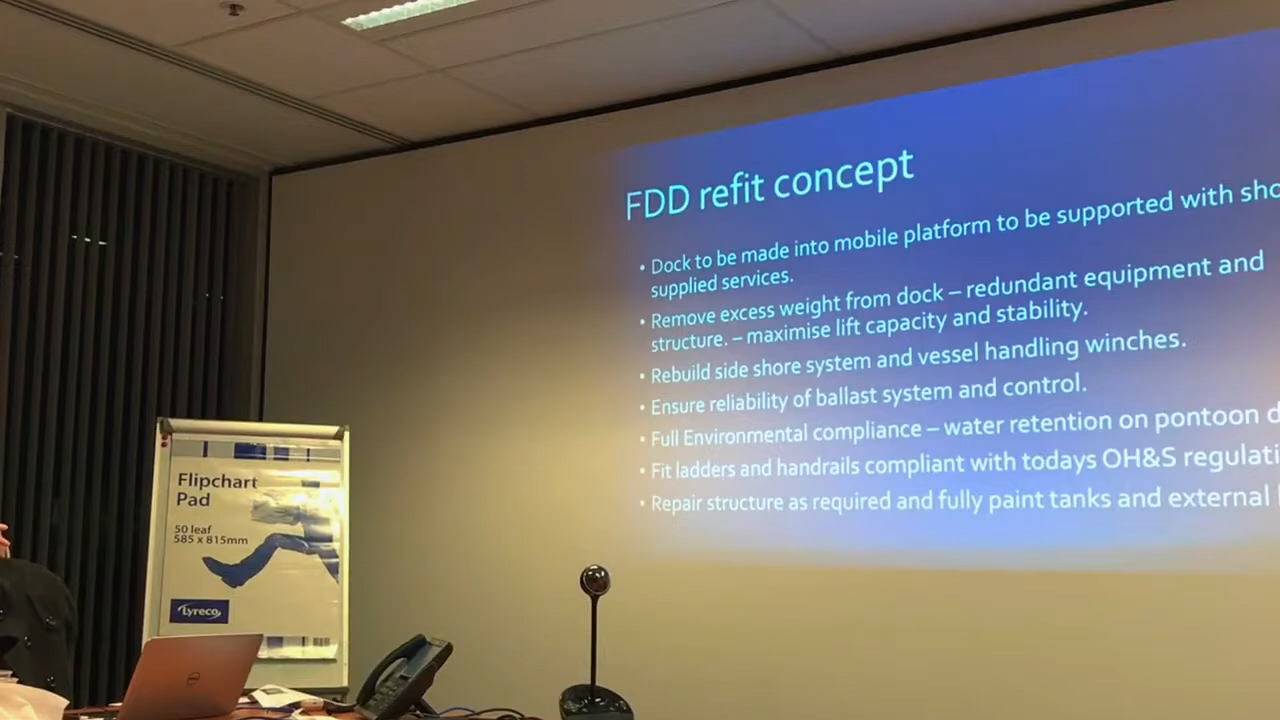 FDD refit concept
• Dock to be made into mobile platform to be supported with
supplied services.
• Remove excess weight from dock – redundant equipment and
structure. – maximise lift capacity and stability.
• Rebuild side shore system and vessel handling winches.
• Ensure reliability of ballast system and control.
• Full Environmental compliance – water retention on pontoon
• Fit ladders and handrails compliant with todays OH&S
• Repair structure as required and fully paint tanks and external
Flipchart
Pad
50 leaf
585 x 815mm
Lyreco
DELL